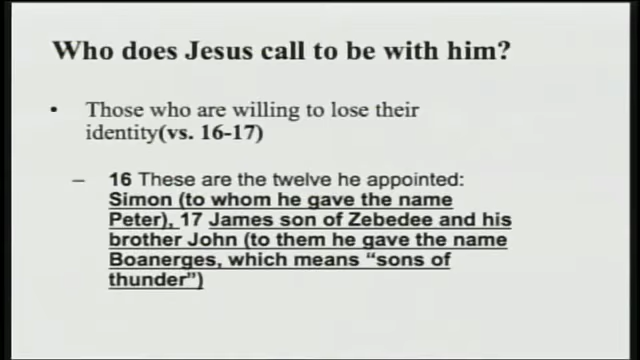 Who does Jesus call to be with him?
• Those who are willing to lose their
identity(vs. 16-17)
– 16 These are the twelve he appointed:
Simon (to whom he gave the name
Peter), 17 James son of Zebedee and his
brother John (to them he gave the name
Boanerges, which means “sons of
thunder”)